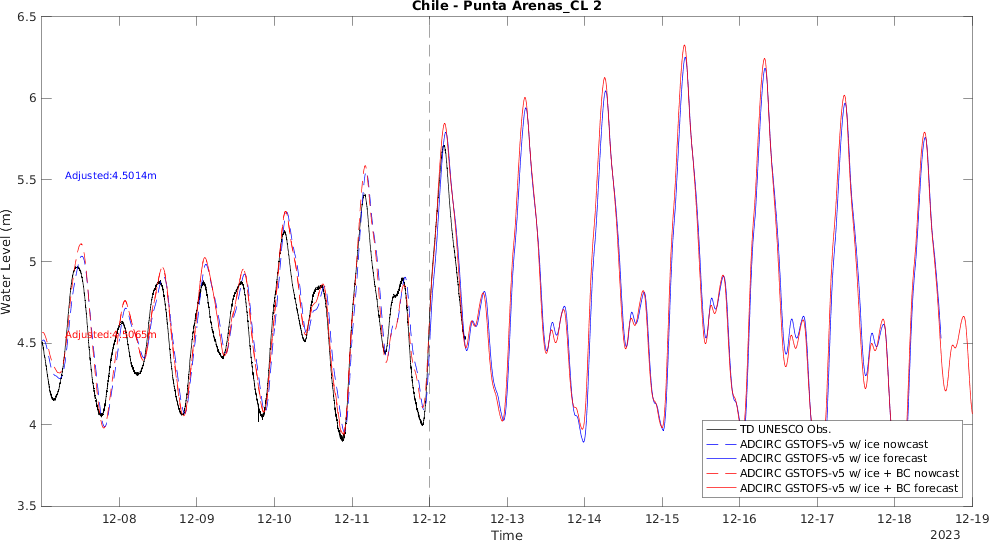 Chile - Punta Arenas_CL 2
6.5
6
5.5
5
4.5
4
3.5
Water Level (m)
Adjusted:4.5014m
Adjusted:4.5065m
TD UNESCO Obs.
ADCIRC GSTOFS-v5 w/ ice nowcast
ADCIRC GSTOFS-v5 w/ ice forecast
ADCIRC GSTOFS-v5 w/ ice + BC nowcast
ADCIRC GSTOFS-v5 w/ ice + BC forecast
12-08 12-09 12-10 12-11 12-12 12-13 12-14 12-15 12-16 12-17 12-18 12-19
Time
2023